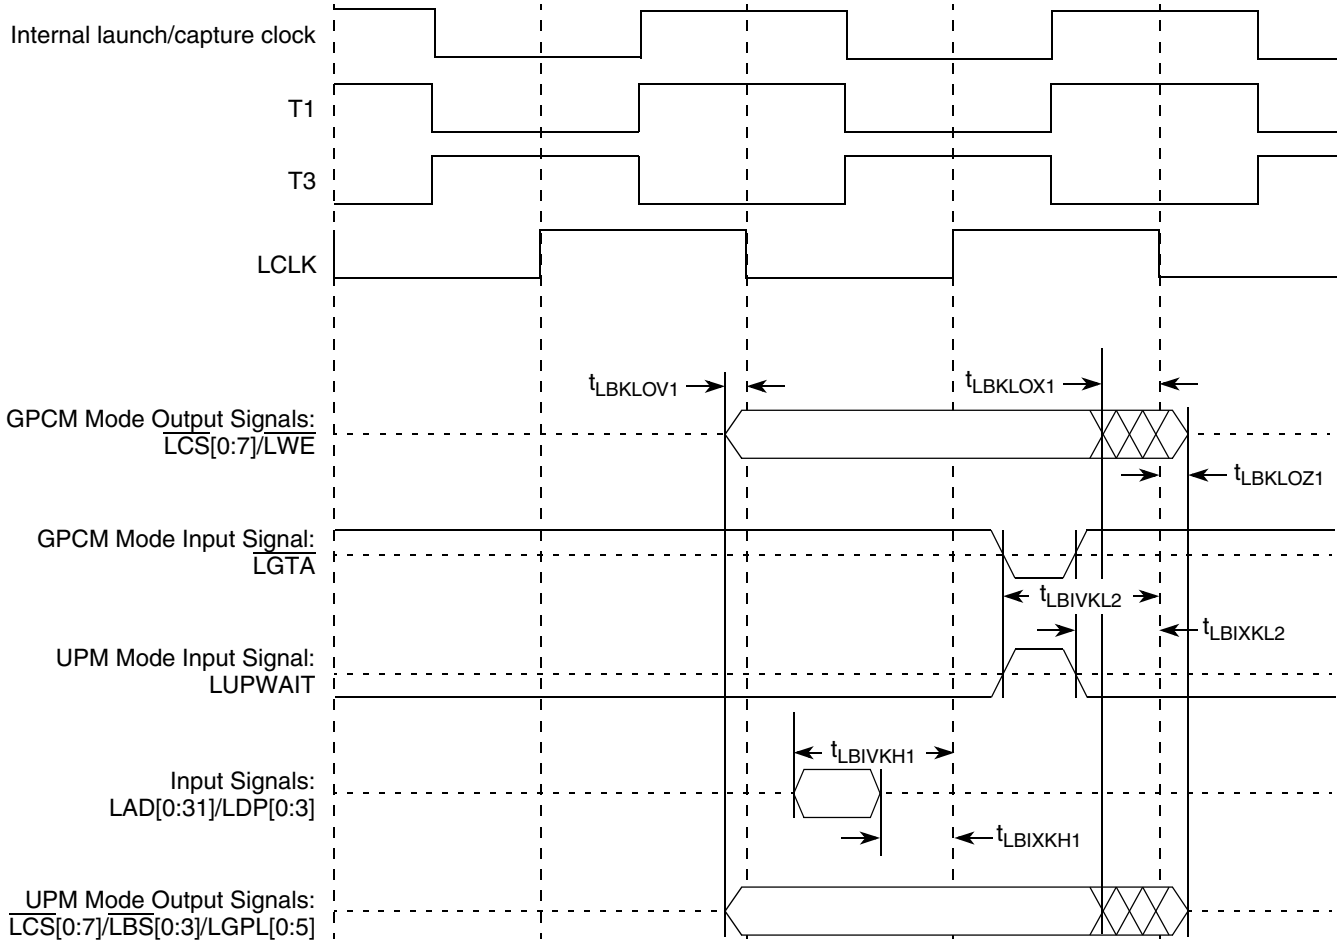 Internal launch/capture clock
T1
T3
LCLK
tLBKLOV1
tLBKLOX1
GPCM Mode Output Signals:
LCS[0:7]/LWE
tLBKLOZ1
GPCM Mode Input Signal:
LGTA
tLBIVKL2
tLBIXKL2
UPM Mode Input Signal:
LUPWAIT
tLBIVKH1
Input Signals:
LAD[0:31]/LDP[0:3]
tLBIXKH1
UPM Mode Output Signals:
LCS[0:7]/LBS[0:3]/LGPL[0:5]